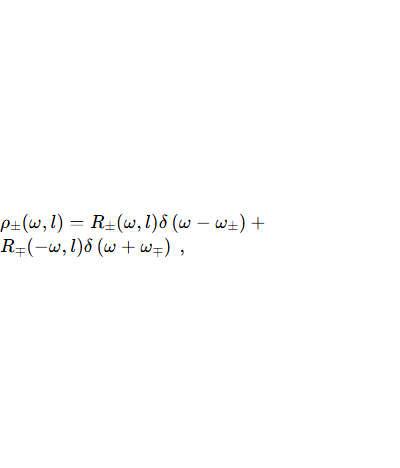 ρ±(ω, l) = R±(ω, l)δ (ω − ω±) +
R∓(−ω, l)δ (ω + ω∓) ,